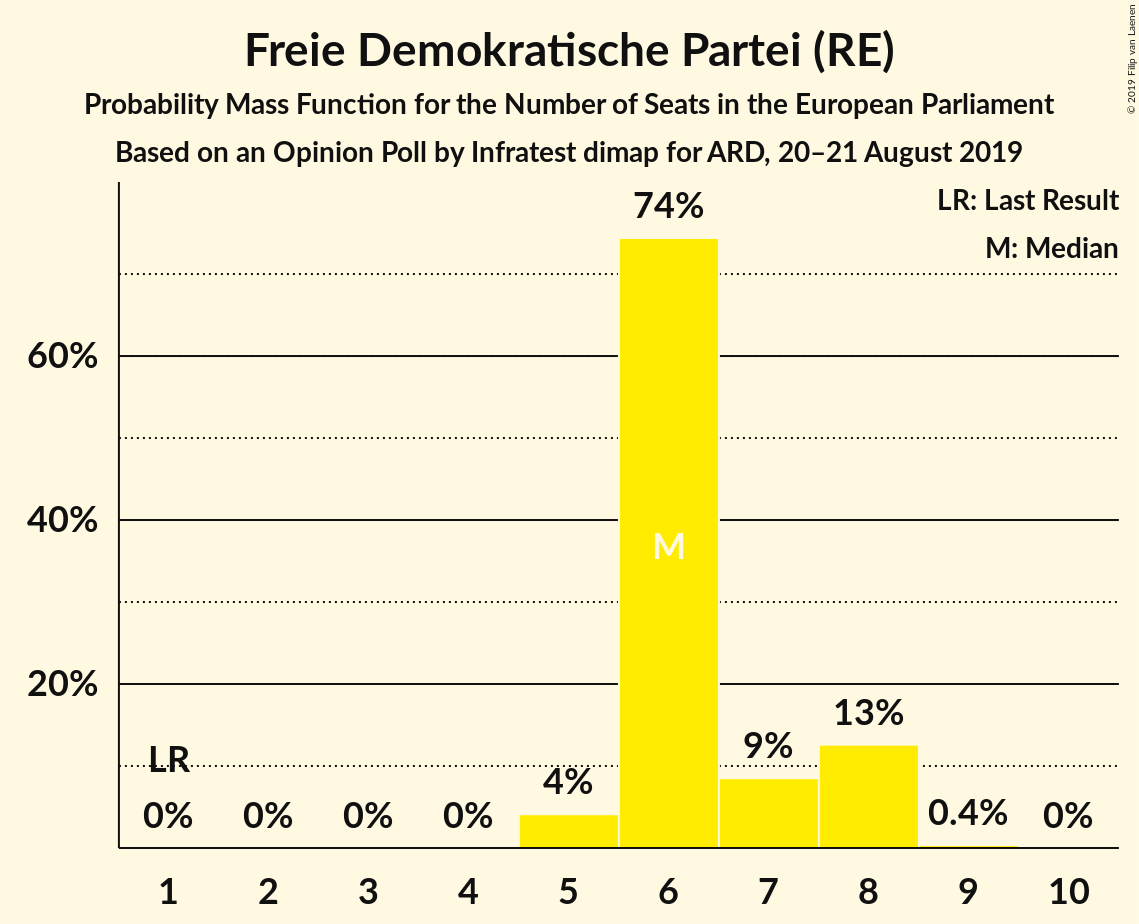 Freie Demokratische Partei (RE)
Probability Mass Function for the Number of Seats in the European Parliament
Based on an Opinion Poll by Infratest dimap for ARD, 20–21 August 2019
© 2019 Filip van Laenen
LR: Last Result
M: Median
74%
60%
40%
M
20%
13%
9%
LR
4%
0%
0%
0%
0%
0.4%
0%
1
2
3
4
5
6
7
8
9
10